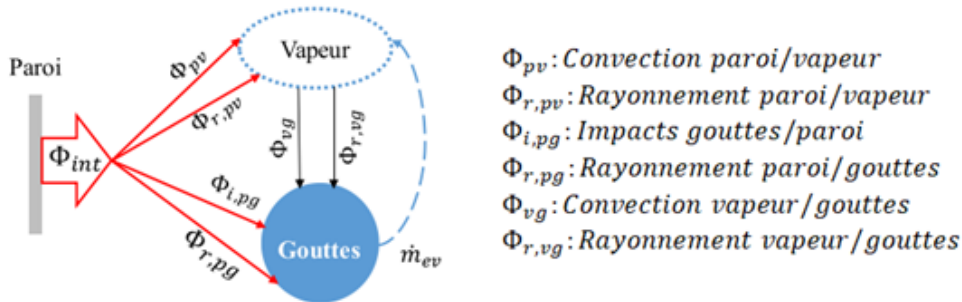 Paroi
Φint
Φpv
Φr,pv
Φi,pg
Φr,pg
Vapeur
Φvg
Φr,vg
Gouttes
ṁev
Φpv: Convection paroi/vapeur
Φr,pv: Rayonnement paroi/vapeur
Φi,pg: Impacts gouttes/paroi
Φr,pg: Rayonnement paroi/gouttes
Φvg: Convection vapeur/gouttes
Φr,vg: Rayonnement vapeur/gouttes